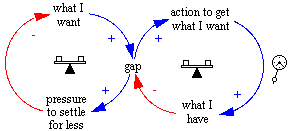 what I
want
action to get
what I want
-
+
+
gap
+
+
-
pressure
to settle
for less
what I
have